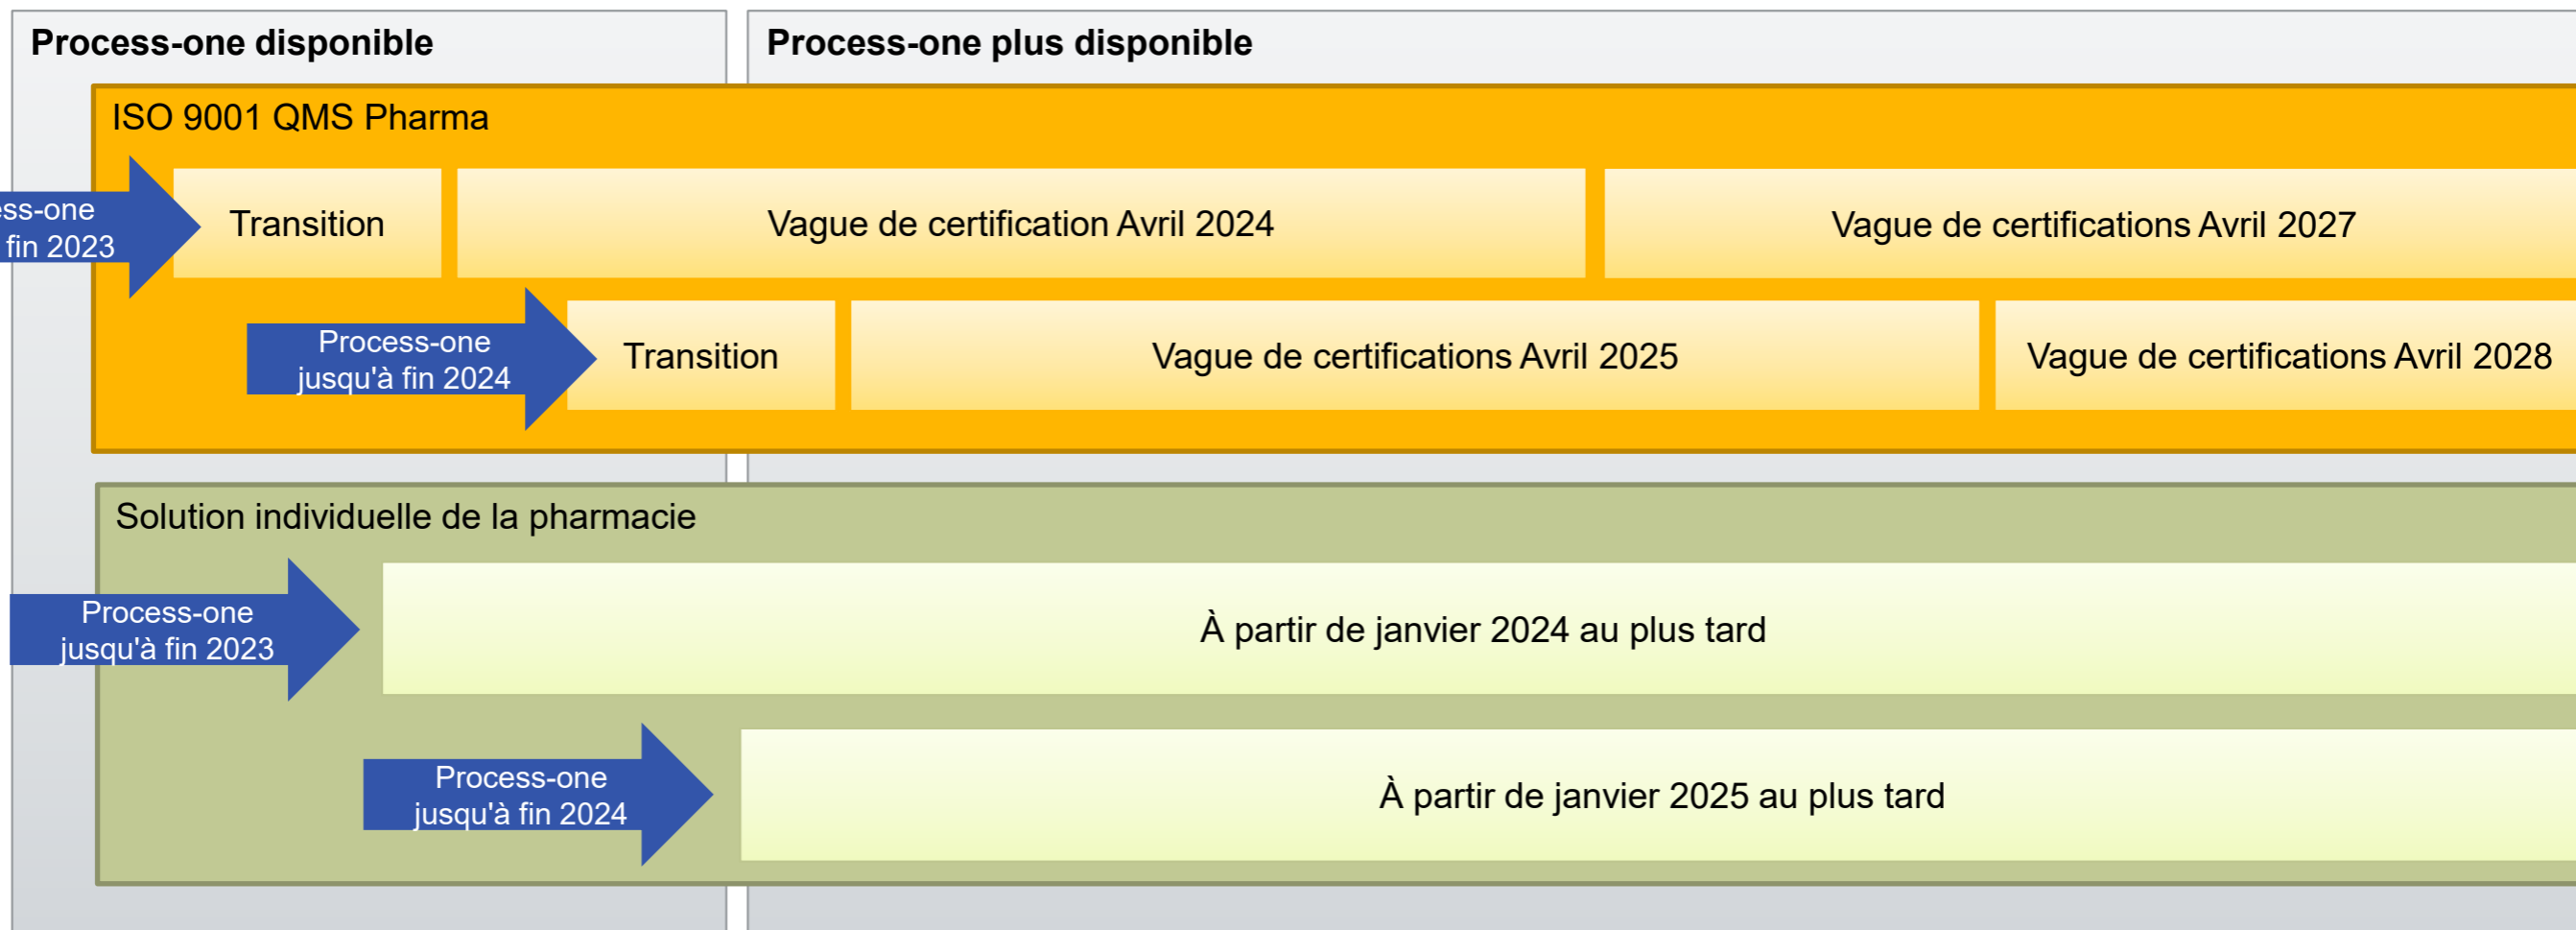 Process-one disponible
Process-one plus disponible
ISO 9001 QMS Pharma
ess-one
fin 2023
Transition
Vague de certification Avril 2024
Vague de certifications Avril 2027
Process-one
jusqu'à fin 2024
Transition
Vague de certifications Avril 2025
Vague de certifications Avril 2028
Solution individuelle de la pharmacie
Process-one
jusqu'à fin 2023
À partir de janvier 2024 au plus tard
Process-one
jusqu'à fin 2024
À partir de janvier 2025 au plus tard